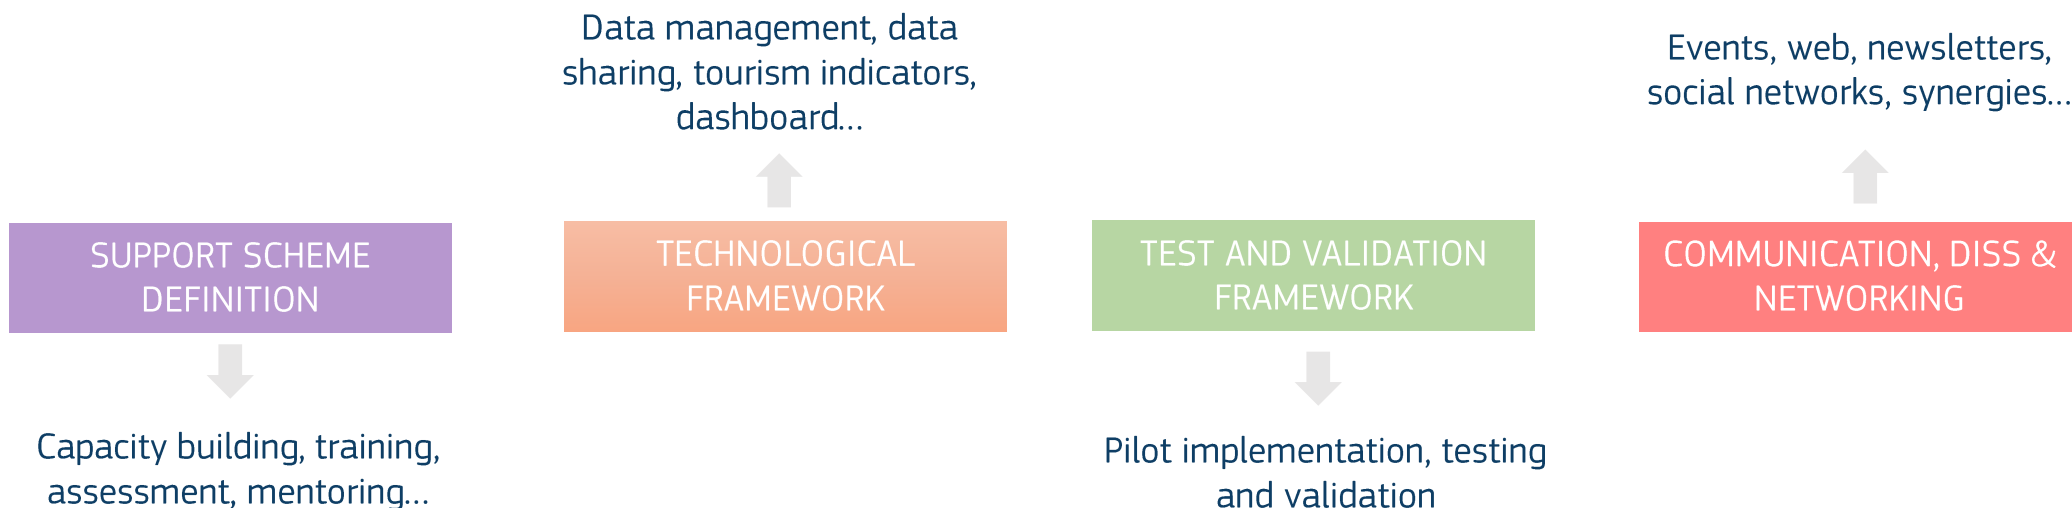 Data management, data
sharing, tourism indicators,
dashboard...
Events, web, newsletters,
social networks, synergies...
SUPPORT SCHEME
DEFINITION
TECHNOLOGICAL
FRAMEWORK
TEST AND VALIDATION
FRAMEWORK
COMMUNICATION, DISS &
NETWORKING
Capacity building, training,
assessment, mentoring...
Pilot implementation, testing
and validation